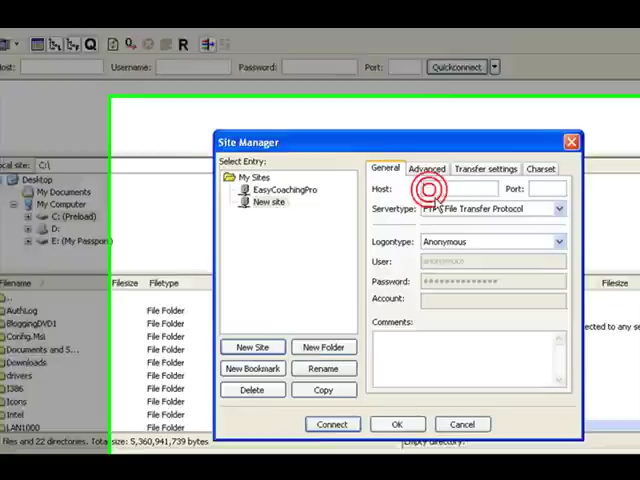 Host:
Username:
Password:
Port:
Quickconnect
Site Manager
Select Entry:
My Sites
EasyCoachingPro
New site
General
Advanced
Transfer settings
Charset
Host:
Port:
Servertype:
File Transfer Protocol
Logontype:
Anonymous
User:
anonymous
Password:
Account:
Comments:
New Site
New Folder
New Bookmark
Rename
Delete
Copy
Connect
OK
Cancel
ocal site:
C:\
Desktop
My Documents
My Computer
C: (Preload)
D:
E: (My Passpor
Filename
Filesize
Filetype
Filesize
..
AuthLog
File Folder
BloggingDVD1
File Folder
Config.Msi
File Folder
Documents and S...
File Folder
Downloads
File Folder
drivers
File Folder
I386
File Folder
Icons
File Folder
Intel
File Folder
LAN1000
File Folder
cted to any se
files and 22 directories. Total size: 5,360,941,739 bytes
Empty directory.